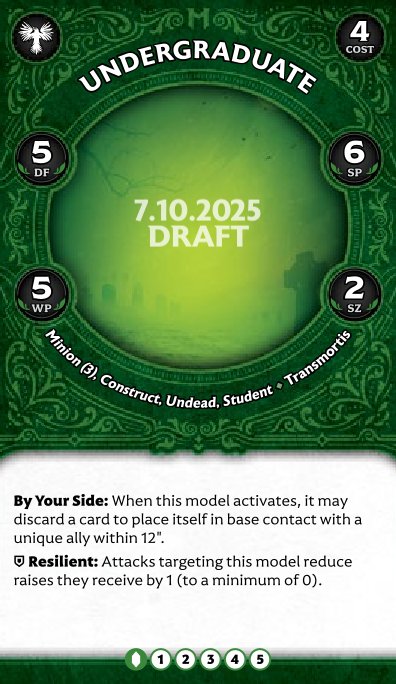 4
COST
UNDERGRADUATE
5
DF
6
SP
7.10.2025
DRAFT
5
WP
2
SZ
Minion (3), Construct, Undead, Student • Transmortis
By Your Side: When this model activates, it may
discard a card to place itself in base contact with a
unique ally within 12".
Resilient: Attacks targeting this model reduce
raises they receive by 1 (to a minimum of 0).
1 2 3 4 5